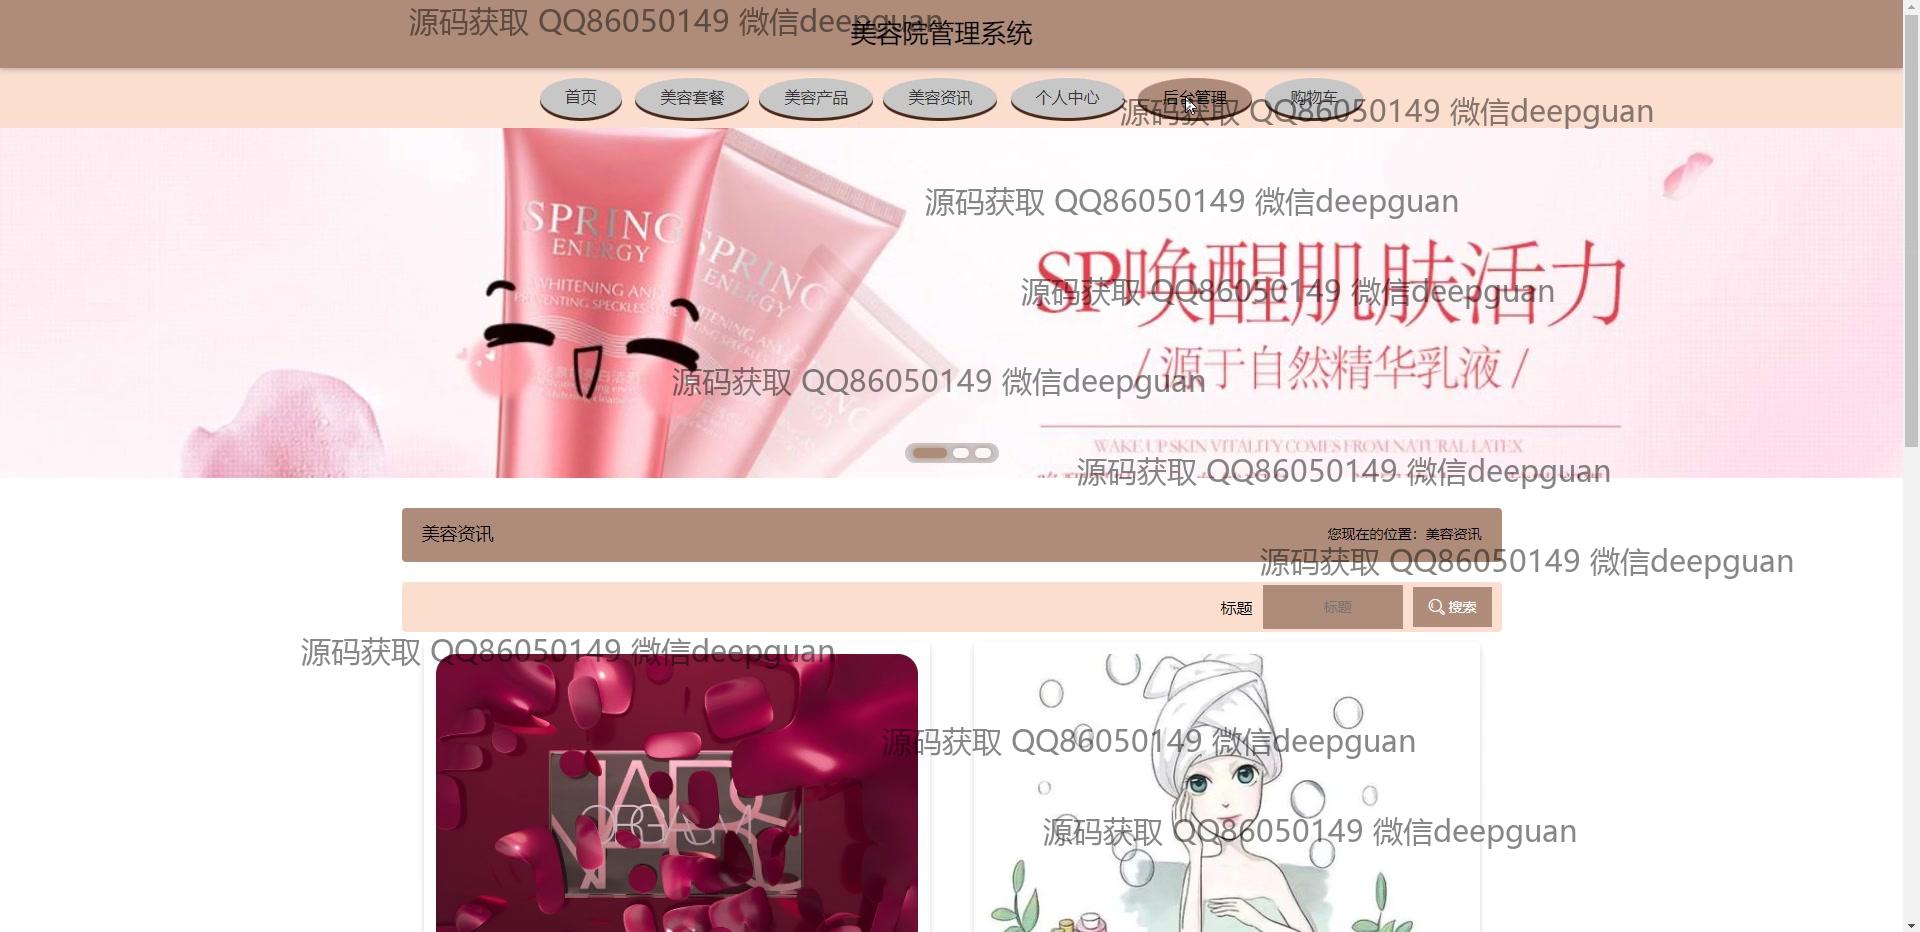 源码获取 QQ86050149 微信deepguan
美容院管理系统
首页 美容套餐 美容产品 美容资讯 个人中心 后台管理 购物车
源码获取 QQ86050149 微信deepguan
SPRING
ENERGY
WHITENING AND
PREVENTING SPECKLES SERIE
SPRING
ENERGY
源码获取 QQ86050149 微信deepguan
SP唤醒肌肤活力
源码获取 QQ86050149 微信deepguan
/ 源于自然精华乳液 /
源码获取 QQ86050149 微信deepguan
WAKE UP SKIN VITALITY COMES FROM NATURAL LATEX
源码获取 QQ86050149 微信deepguan
美容资讯 您现在的位置：美容资讯
源码获取 QQ86050149 微信deepguan
标题 标题 搜索
源码获取 QQ86050149 微信deepguan
源码获取 QQ86050149 微信deepguan
源码获取 QQ86050149 微信deepguan